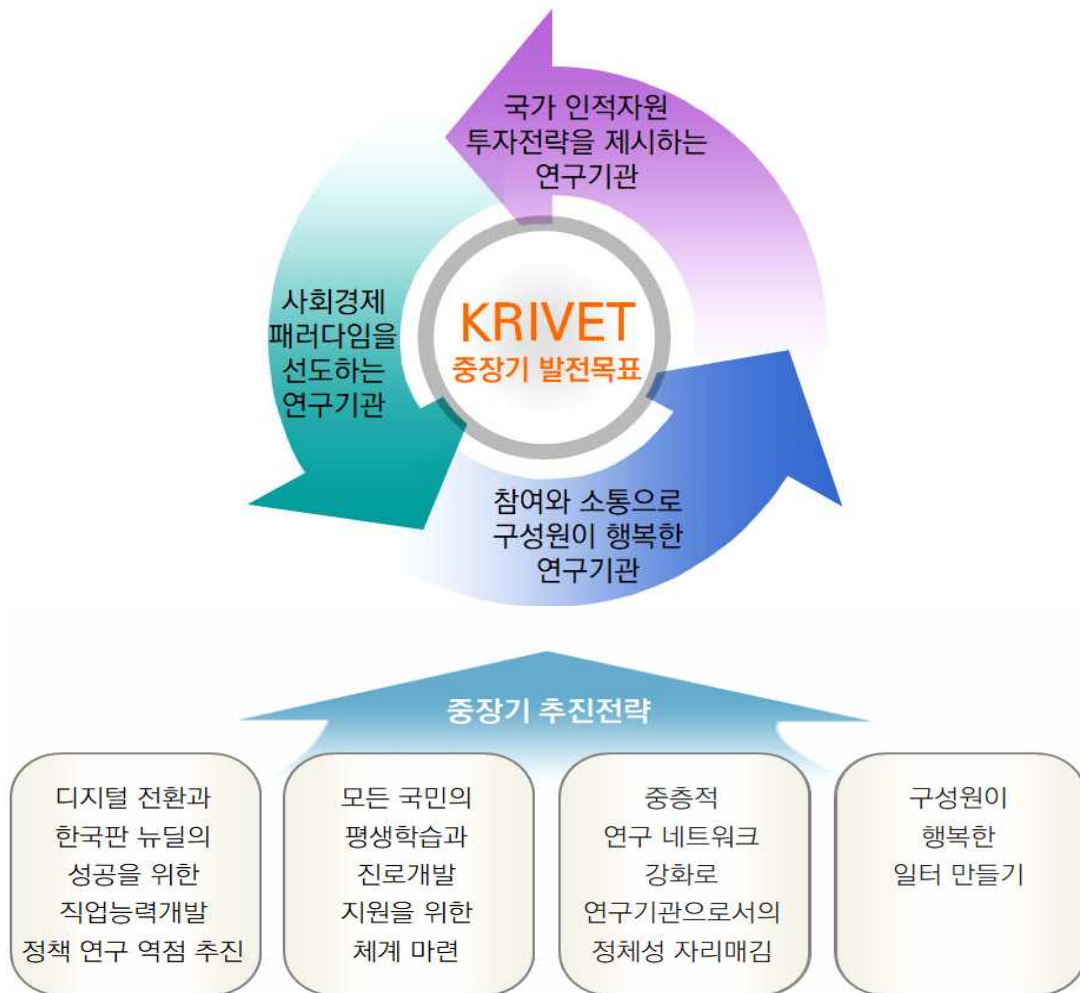 국가 인적자원
투자전략을 제시하는
연구기관
사회경제
패러다임을
선도하는
연구기관
KRIVET
중장기 발전목표
참여와 소통으로
구성원이 행복한
연구기관
중장기 추진전략
디지털 전환과
한국판 뉴딜의
성공을 위한
직업능력개발
정책 연구 역점 추진
모든 국민의
평생학습과
진로개발
지원을 위한
체계 마련
중층적
연구 네트워크
강화로
연구기관으로서의
정체성 자리매김
구성원이
행복한
일터 만들기